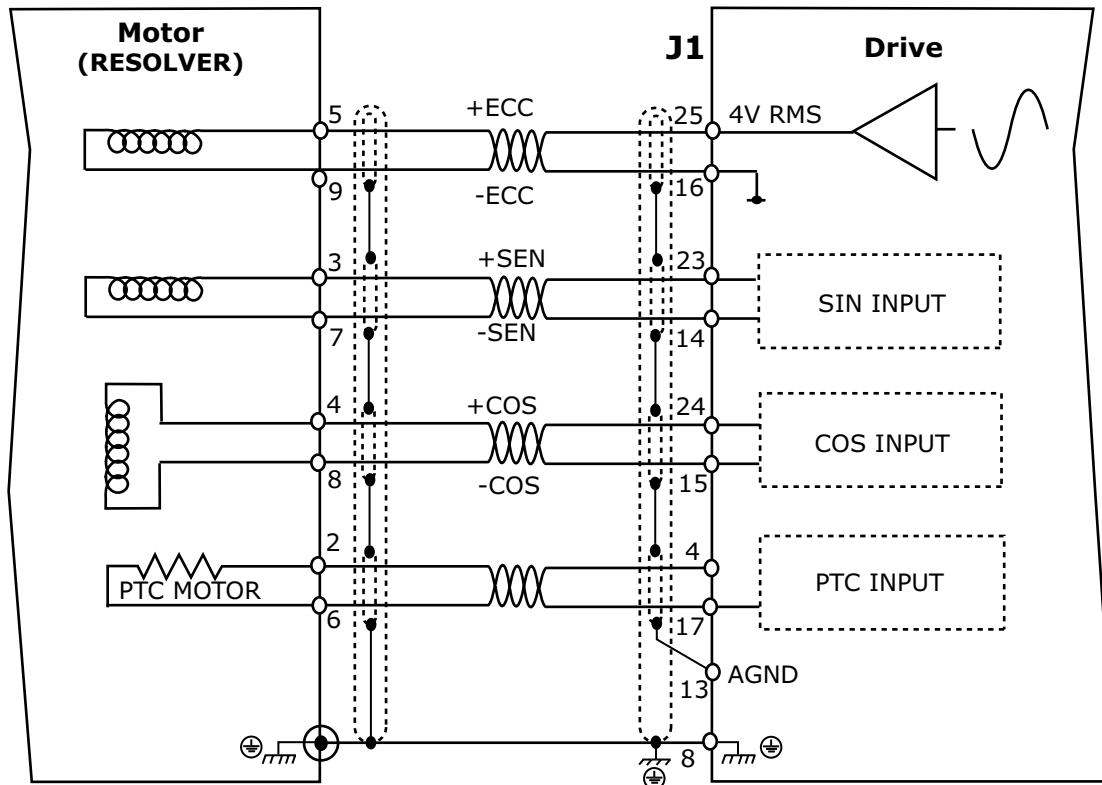 Motor
(RESOLVER)
J1
Drive
5
+ECC
25
4V RMS
9
-ECC
16
3
+SEN
23
SIN INPUT
7
-SEN
14
4
+COS
24
COS INPUT
8
-COS
15
2
4
PTC MOTOR
PTC INPUT
6
17
13
AGND
8